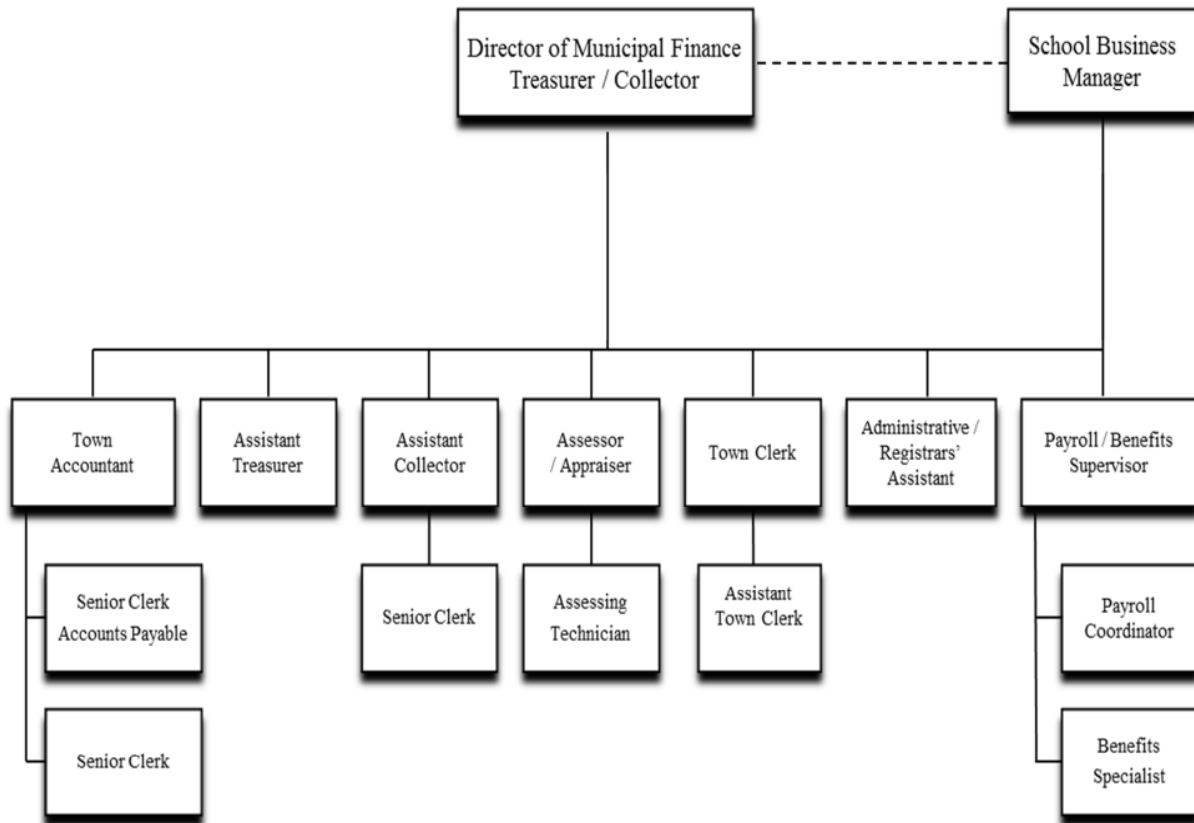 Director of Municipal Finance
Treasurer / Collector
School Business
Manager
Town
Accountant
Assistant
Treasurer
Assistant
Collector
Assessor
/ Appraiser
Town Clerk
Administrative /
Registrars’
Assistant
Payroll / Benefits
Supervisor
Senior Clerk
Accounts Payable
Senior Clerk
Assessing
Technician
Assistant
Town Clerk
Payroll
Coordinator
Senior Clerk
Benefits
Specialist